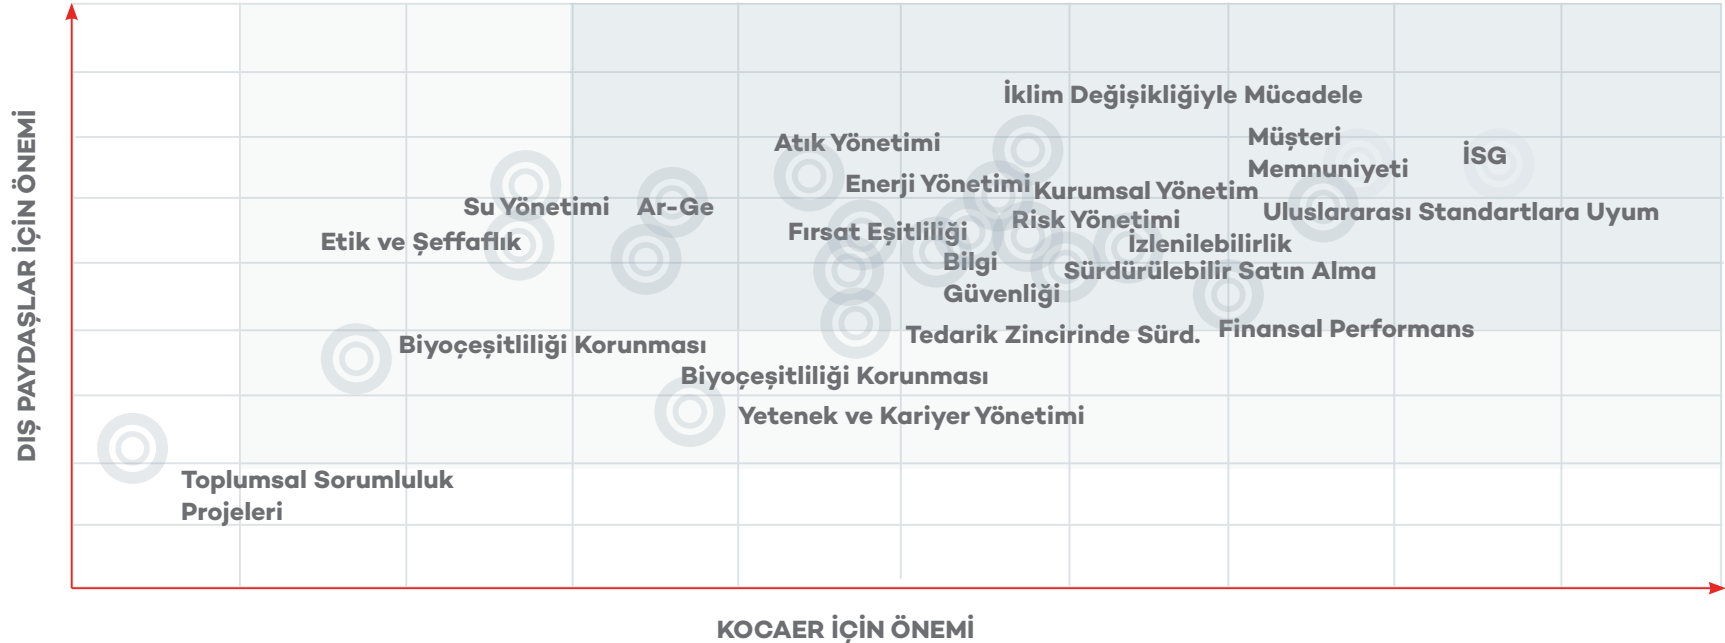 DIŞ PAYDAŞLAR İÇİN ÖNEMİ
İklim Değişikliğiyle Mücadele
Atık Yönetimi
Müşteri
Memnuniyeti
İSG
Enerji Yönetimi
Kurumsal Yönetim
Su Yönetimi
Ar-Ge
Risk Yönetimi
Uluslararası Standartlara Uyum
Etik ve Şeffaflık
Fırsat Eşitliliği
İzlenilebilirlik
Bilgi
Güvenliği
Sürdürülebilir Satın Alma
Tedarik Zincirinde Sürd.
Finansal Performans
Biyoçeşitliliği Korunması
Biyoçeşitliliği Korunması
Yetenek ve Kariyer Yönetimi
Toplumsal Sorumluluk
Projeleri
KOCAER İÇİN ÖNEMİ